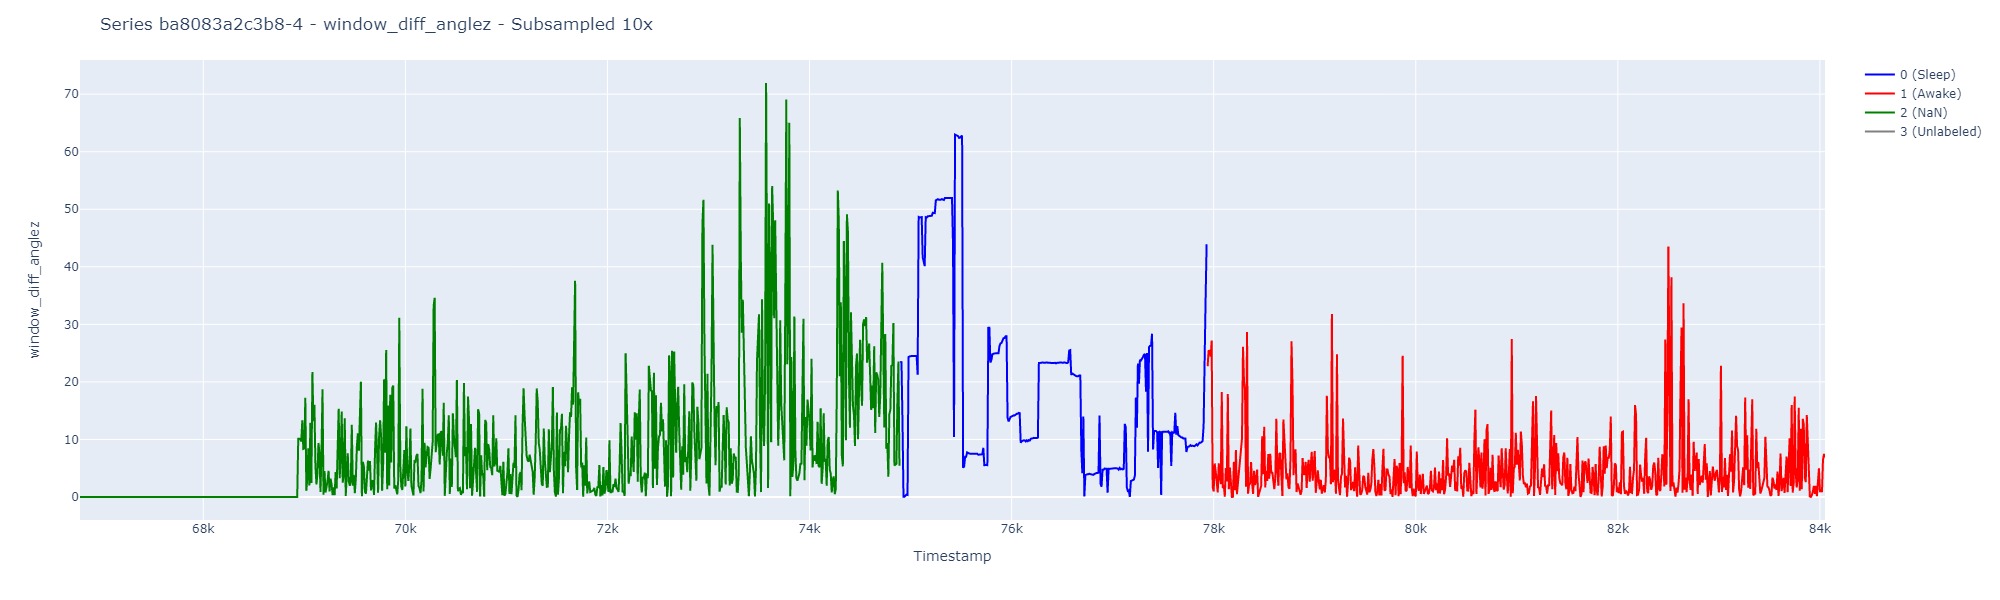 Series ba8083a2c3b8-4 - window_diff_anglez - Subsampled 10x
0 (Sleep)
1 (Awake)
2 (NaN)
3 (Unlabeled)
70
60
50
40
30
20
10
0
window_diff_anglez
68k 70k 72k 74k 76k 78k 80k 82k 84k
Timestamp